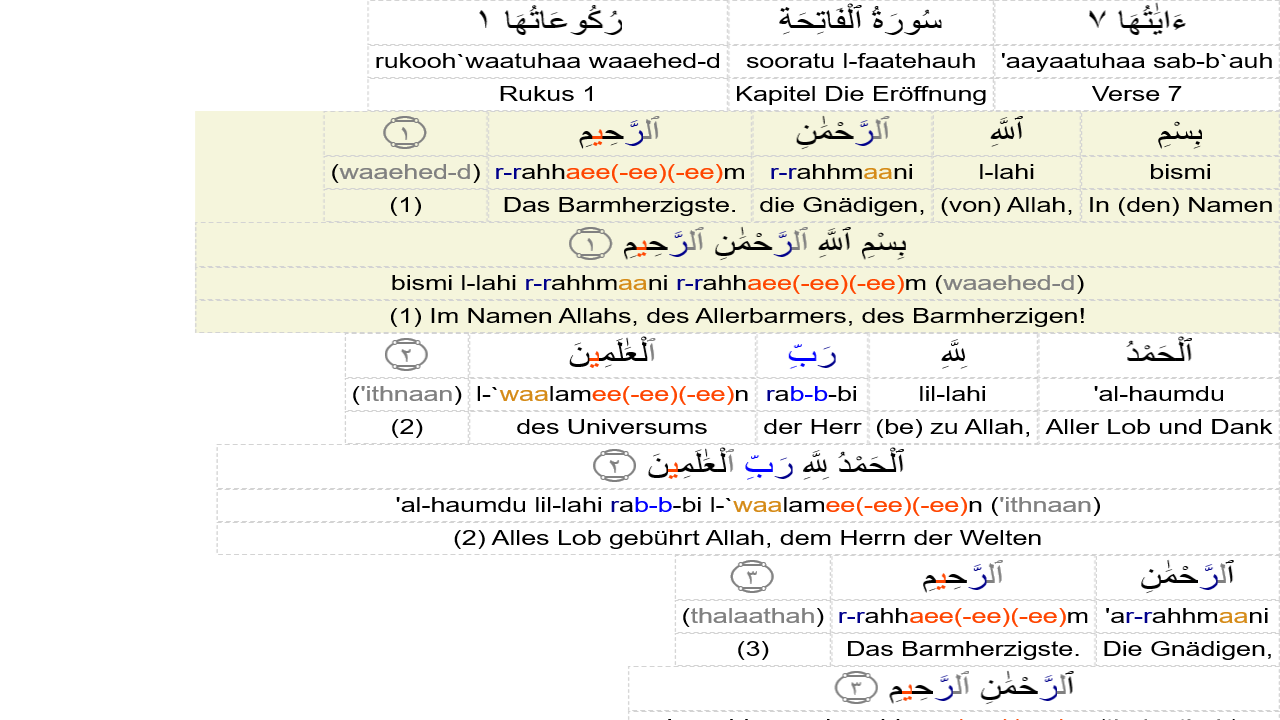 ءَايَٰتُهَا ٧ سُورَةُ ٱلْفَاتِحَةِ رُكُوعَاتُهَا ١
'aayaatuhaa sab-b`auh sooratu l-faatehauh rukooh`waatuhaa waaehed-d
Verse 7 Kapitel Die Eröffnung Rukus 1
بِسْمِ ٱللَّهِ ٱلرَّحْمَٰنِ ٱلرَّحِيمِ ١
bismi l-lahi r-rahhmaani r-rahhaee(-ee)(-ee)m (waaehed-d)
In (den) Namen (von) Allah, die Gnädigen, Das Barmherzigste. (1)
بِسْمِ ٱللَّهِ ٱلرَّحْمَٰنِ ٱلرَّحِيمِ ١
bismi l-lahi r-rahhmaani r-rahhaee(-ee)(-ee)m (waaehed-d)
(1) Im Namen Allahs, des Allerbarmers, des Barmherzigen!
ٱلْحَمْدُ لِلَّهِ رَبِّ ٱلْعَٰلَمِينَ ٢
'al-haumdu lil-lahi rab-b-bi l-`waalamee(-ee)(-ee)n ('ithnaan)
Aller Lob und Dank (be) zu Allah, der Herr des Universums (2)
ٱلْحَمْدُ لِلَّهِ رَبِّ ٱلْعَٰلَمِينَ ٢
'al-haumdu lil-lahi rab-b-bi l-`waalamee(-ee)(-ee)n ('ithnaan)
(2) Alles Lob gebührt Allah, dem Herrn der Welten
ٱلرَّحْمَٰنِ ٱلرَّحِيمِ ٣
'ar-rahhmaani r-rahhaee(-ee)(-ee)m (thalaathah)
Die Gnädigen, Das Barmherzigste. (3)
ٱلرَّحْمَٰنِ ٱلرَّحِيمِ ٣